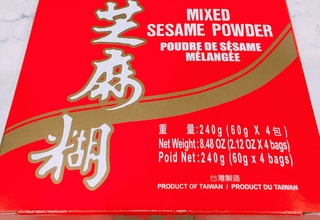 芝麻糊
MIXED
SESAME POWDER
POUDRE DE SÉSAME
MÉLANGÉE
重 量:240g (60g X 4包)
Net Weight: 8.48 OZ (2.12 OZ X 4 bags)
Poid Net: 240g (60g x 4 bags)
台灣製造
PRODUCT OF TAIWAN / PRODUIT DU TAIWAN